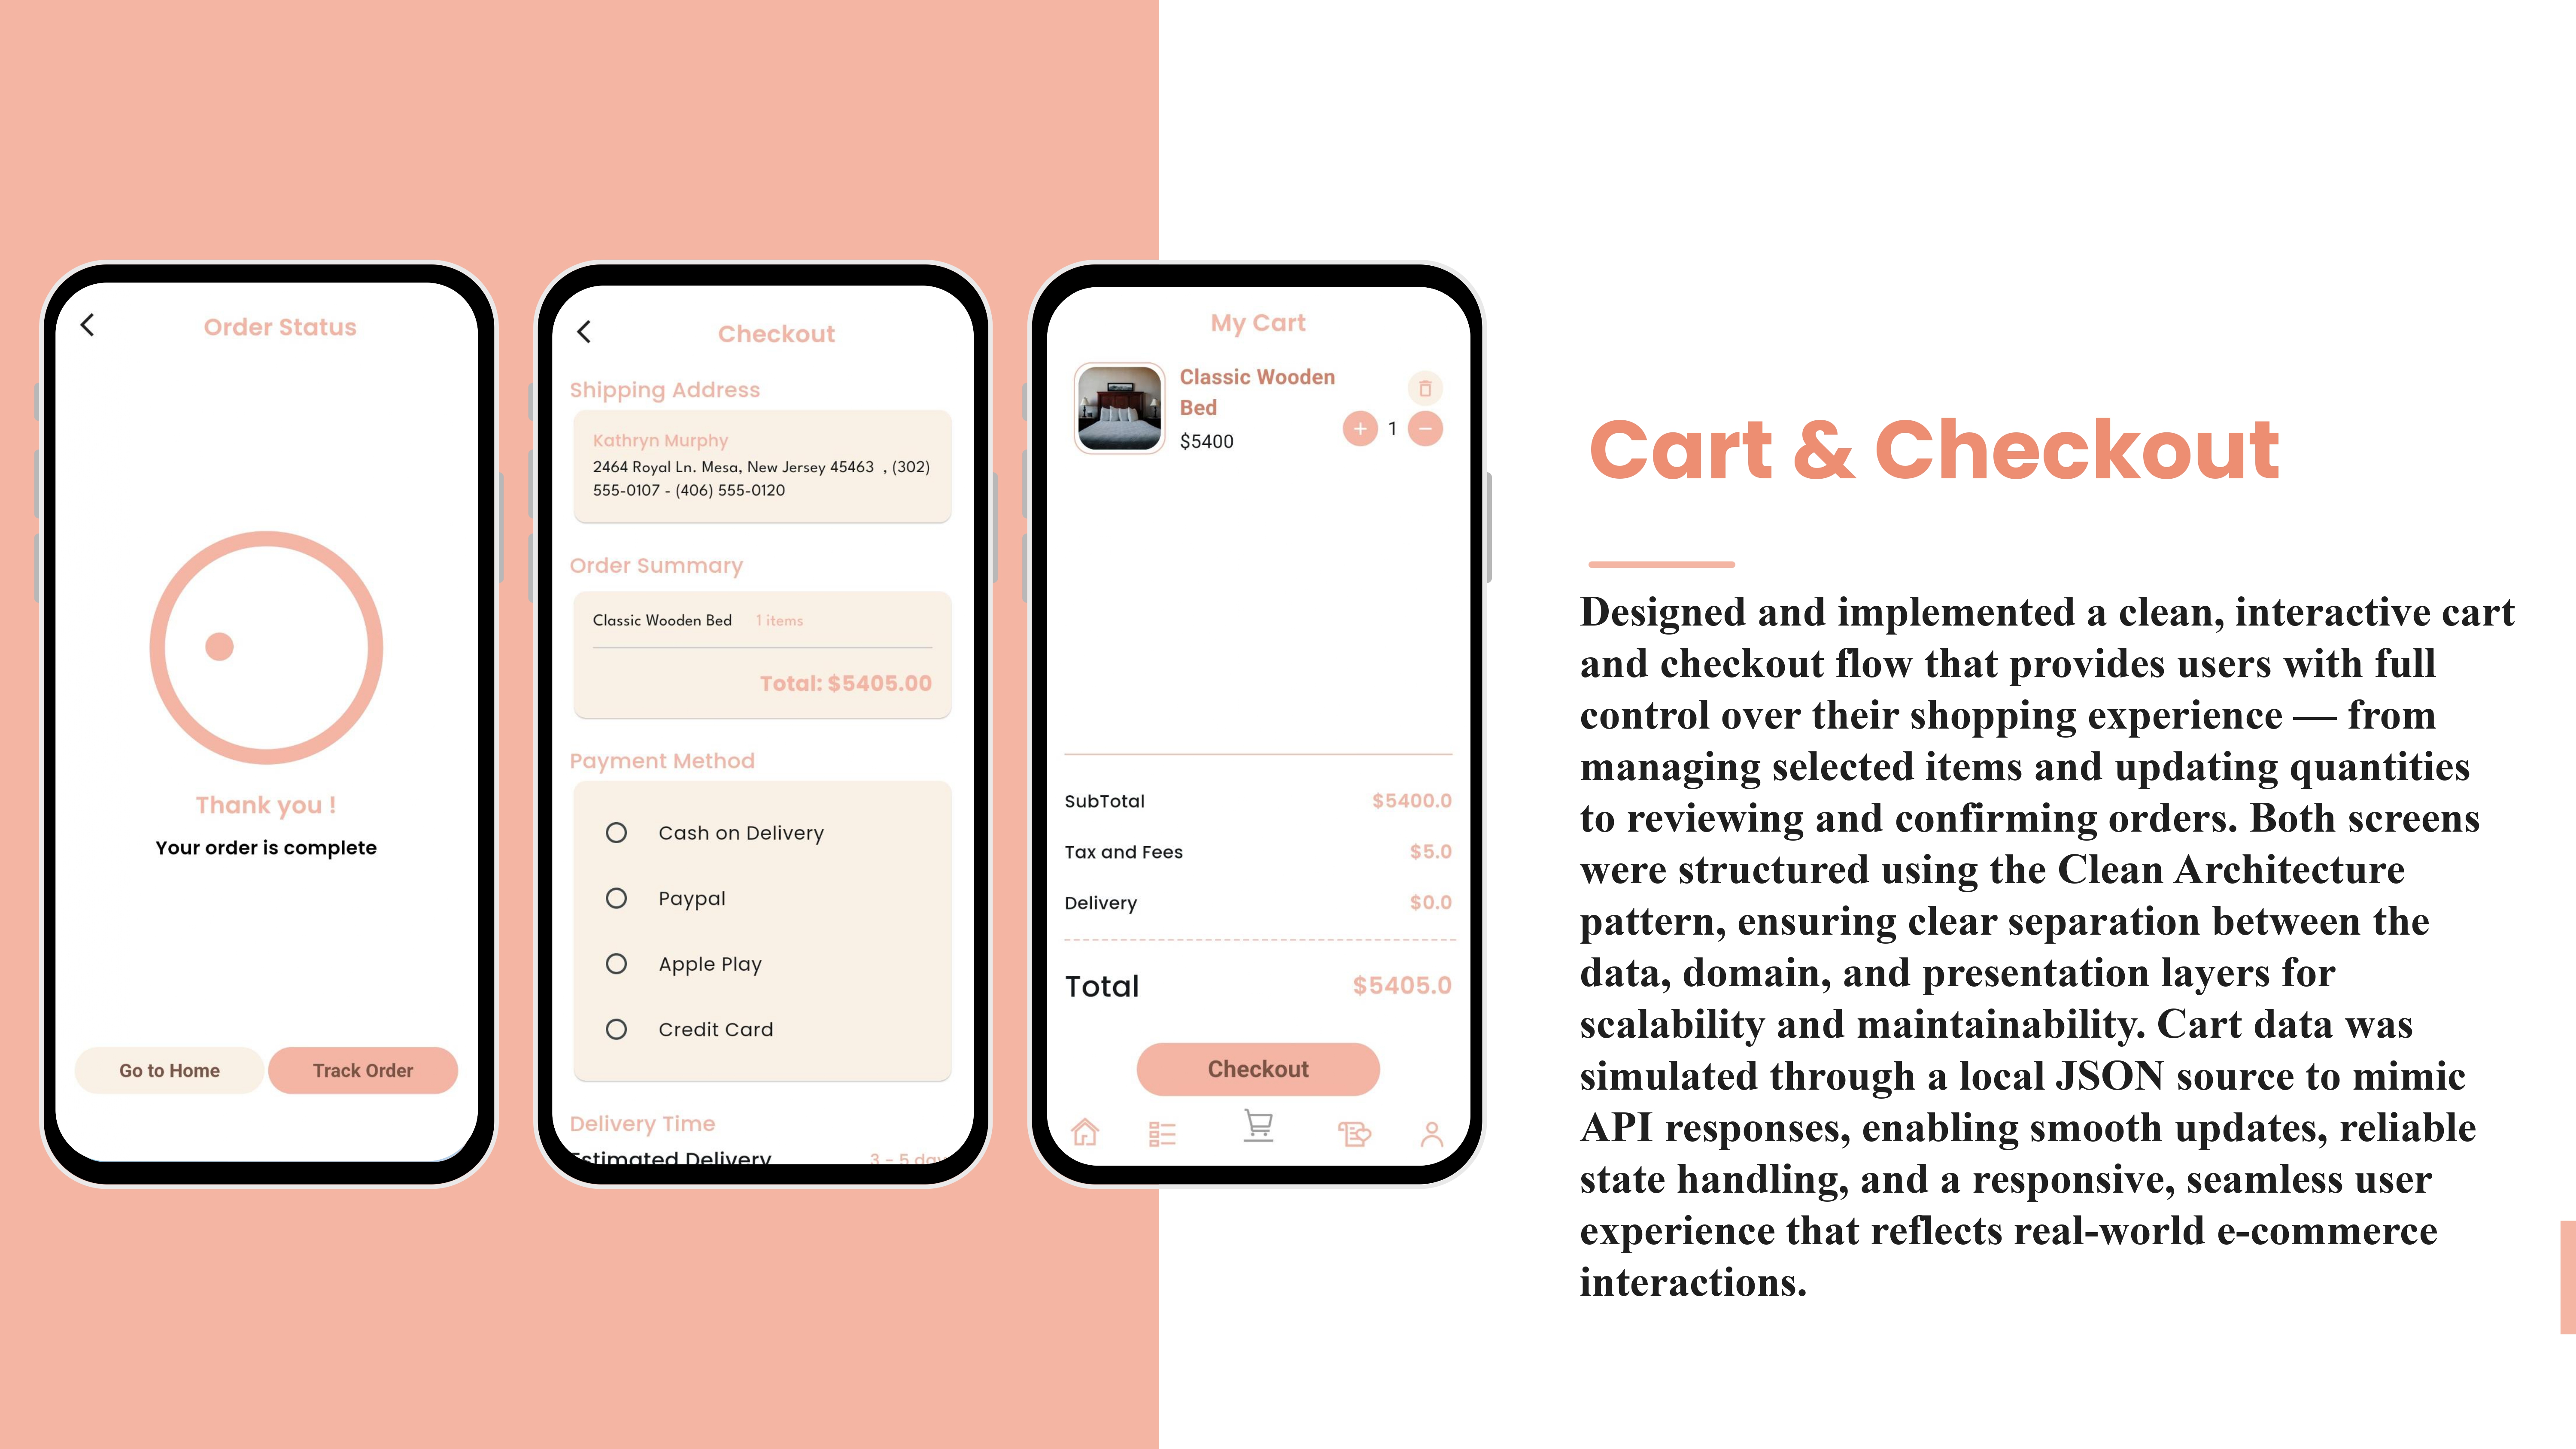 Order Status
Thank you !
Your order is complete
Go to Home
Track Order
Checkout
Shipping Address
Kathryn Murphy
2464 Royal Ln. Mesa, New Jersey 45463 , (302)
555-0107 - (406) 555-0120
Order Summary
Classic Wooden Bed 1 items
Total: $5405.00
Payment Method
Cash on Delivery
Paypal
Apple Play
Credit Card
Delivery Time
Estimated Delivery 3 - 5 day
My Cart
Classic Wooden
Bed
$5400
+ 1 −
SubTotal $5400.0
Tax and Fees $5.0
Delivery $0.0
Total $5405.0
Checkout
Cart & Checkout
Designed and implemented a clean, interactive cart
and checkout flow that provides users with full
control over their shopping experience — from
managing selected items and updating quantities
to reviewing and confirming orders. Both screens
were structured using the Clean Architecture
pattern, ensuring clear separation between the
data, domain, and presentation layers for
scalability and maintainability. Cart data was
simulated through a local JSON source to mimic
API responses, enabling smooth updates, reliable
state handling, and a responsive, seamless user
experience that reflects real-world e-commerce
interactions.